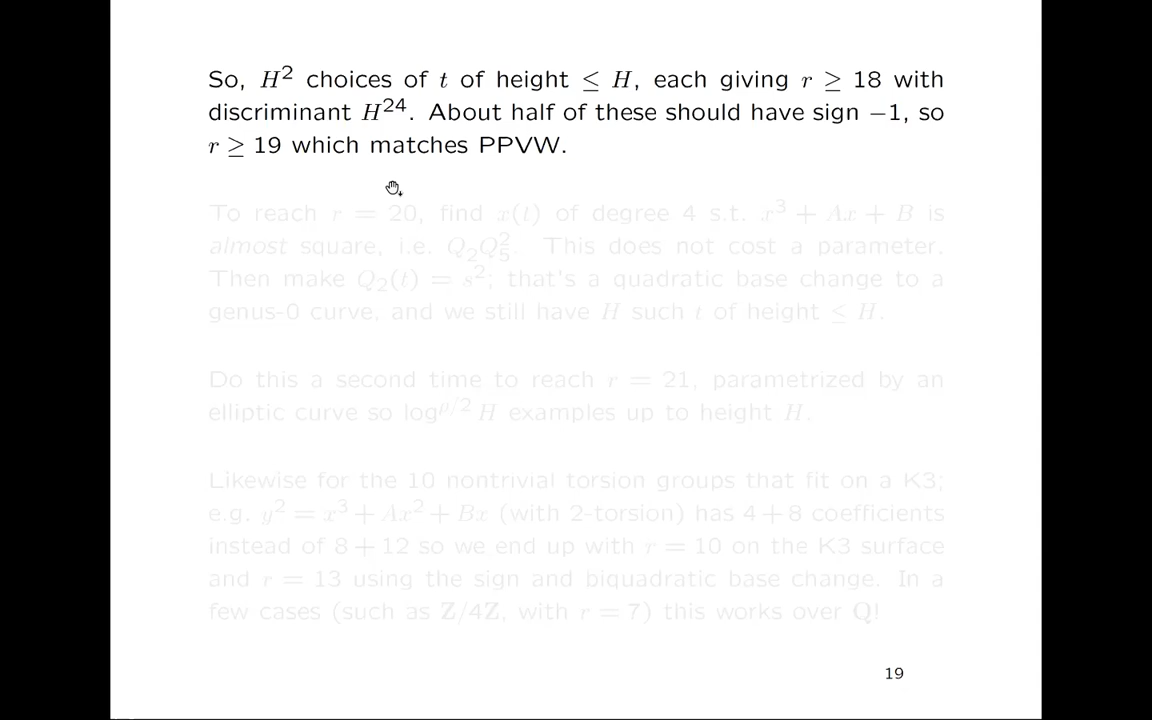 So, H² choices of t of height ≤ H, each giving r ≥ 18 with
discriminant H²⁴. About half of these should have sign −1, so
r ≥ 19 which matches PPVW.
To reach r = 20, find x(t) of degree 4 s.t. x³ + Ax + B is
almost square, i.e. Q₂Q₅². This does not cost a parameter.
Then make Q₂(t) = s²; that's a quadratic base change to a
genus-0 curve, and we still have H such t of height ≤ H.
Do this a second time to reach r = 21, parametrized by an
elliptic curve so log^{ρ/2} H examples up to height H.
Likewise for the 10 nontrivial torsion groups that fit on a K3;
e.g. y² = x³ + Ax² + Bx (with 2-torsion) has 4 + 8 coefficients
instead of 8 + 12 so we end up with r = 10 on the K3 surface
and r = 13 using the sign and biquadratic base change. In a
few cases (such as Z/4Z, with r = 7) this works over Q!
19